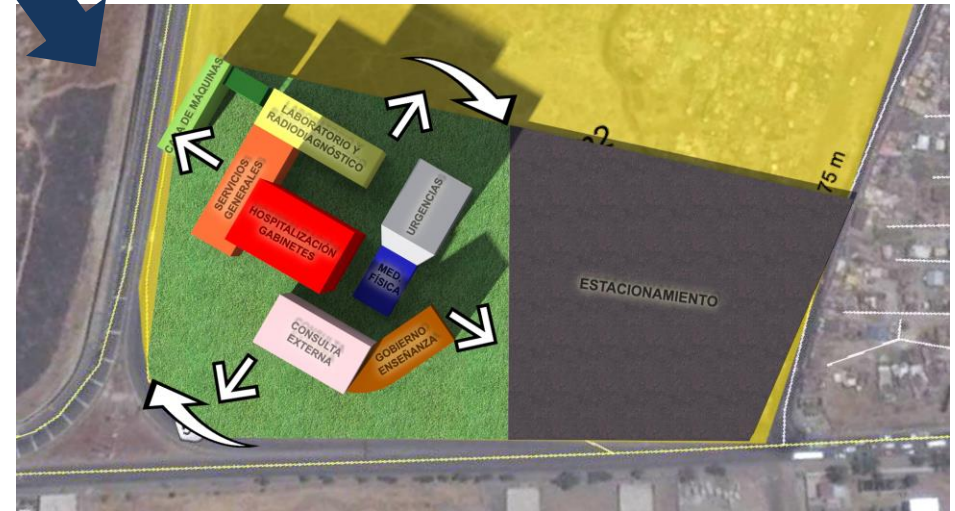 CASA DE MÁQUINAS
LABORATORIO Y
RADIODIAGNÓSTICO
SERVICIOS
GENERALES
HOSPITALIZACIÓN
GABINETES
URGENCIAS
MED.
FÍSICA
CONSULTA
EXTERNA
GOBIERNO
ENSEÑANZA
ESTACIONAMIENTO
75 m